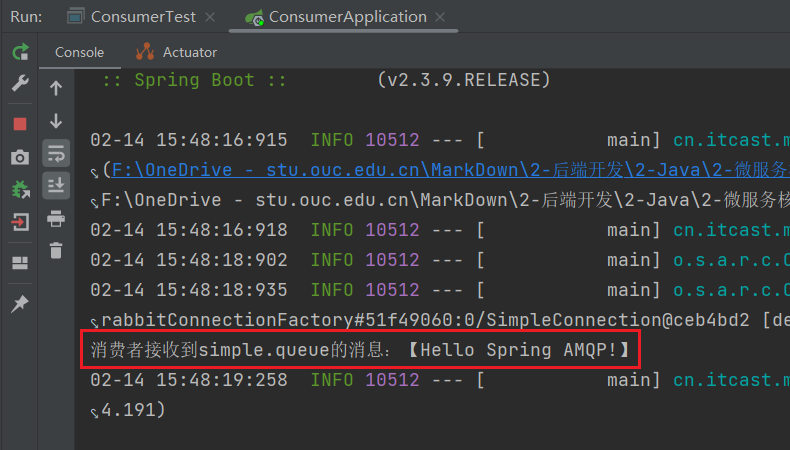 Run: ConsumerTest ConsumerApplication
Console Actuator
:: Spring Boot :: (v2.3.9.RELEASE)
02-14 15:48:16:915 INFO 10512 --- [ main] cn.itcast.m
(F:\OneDrive - stu.ouc.edu.cn\MarkDown\2-后端开发\2-Java\2-微服务
F:\OneDrive - stu.ouc.edu.cn\MarkDown\2-后端开发\2-Java\2-微服务核
02-14 15:48:16:918 INFO 10512 --- [ main] cn.itcast.m
02-14 15:48:18:902 INFO 10512 --- [ main] o.s.a.r.c.C
02-14 15:48:18:935 INFO 10512 --- [ main] o.s.a.r.c.C
rabbitConnectionFactory#51f49060:0/SimpleConnection@ceb4bd2 [de
消费者接收到simple.queue的消息：【Hello Spring AMQP!】
02-14 15:48:19:258 INFO 10512 --- [ main] cn.itcast.m
4.191)